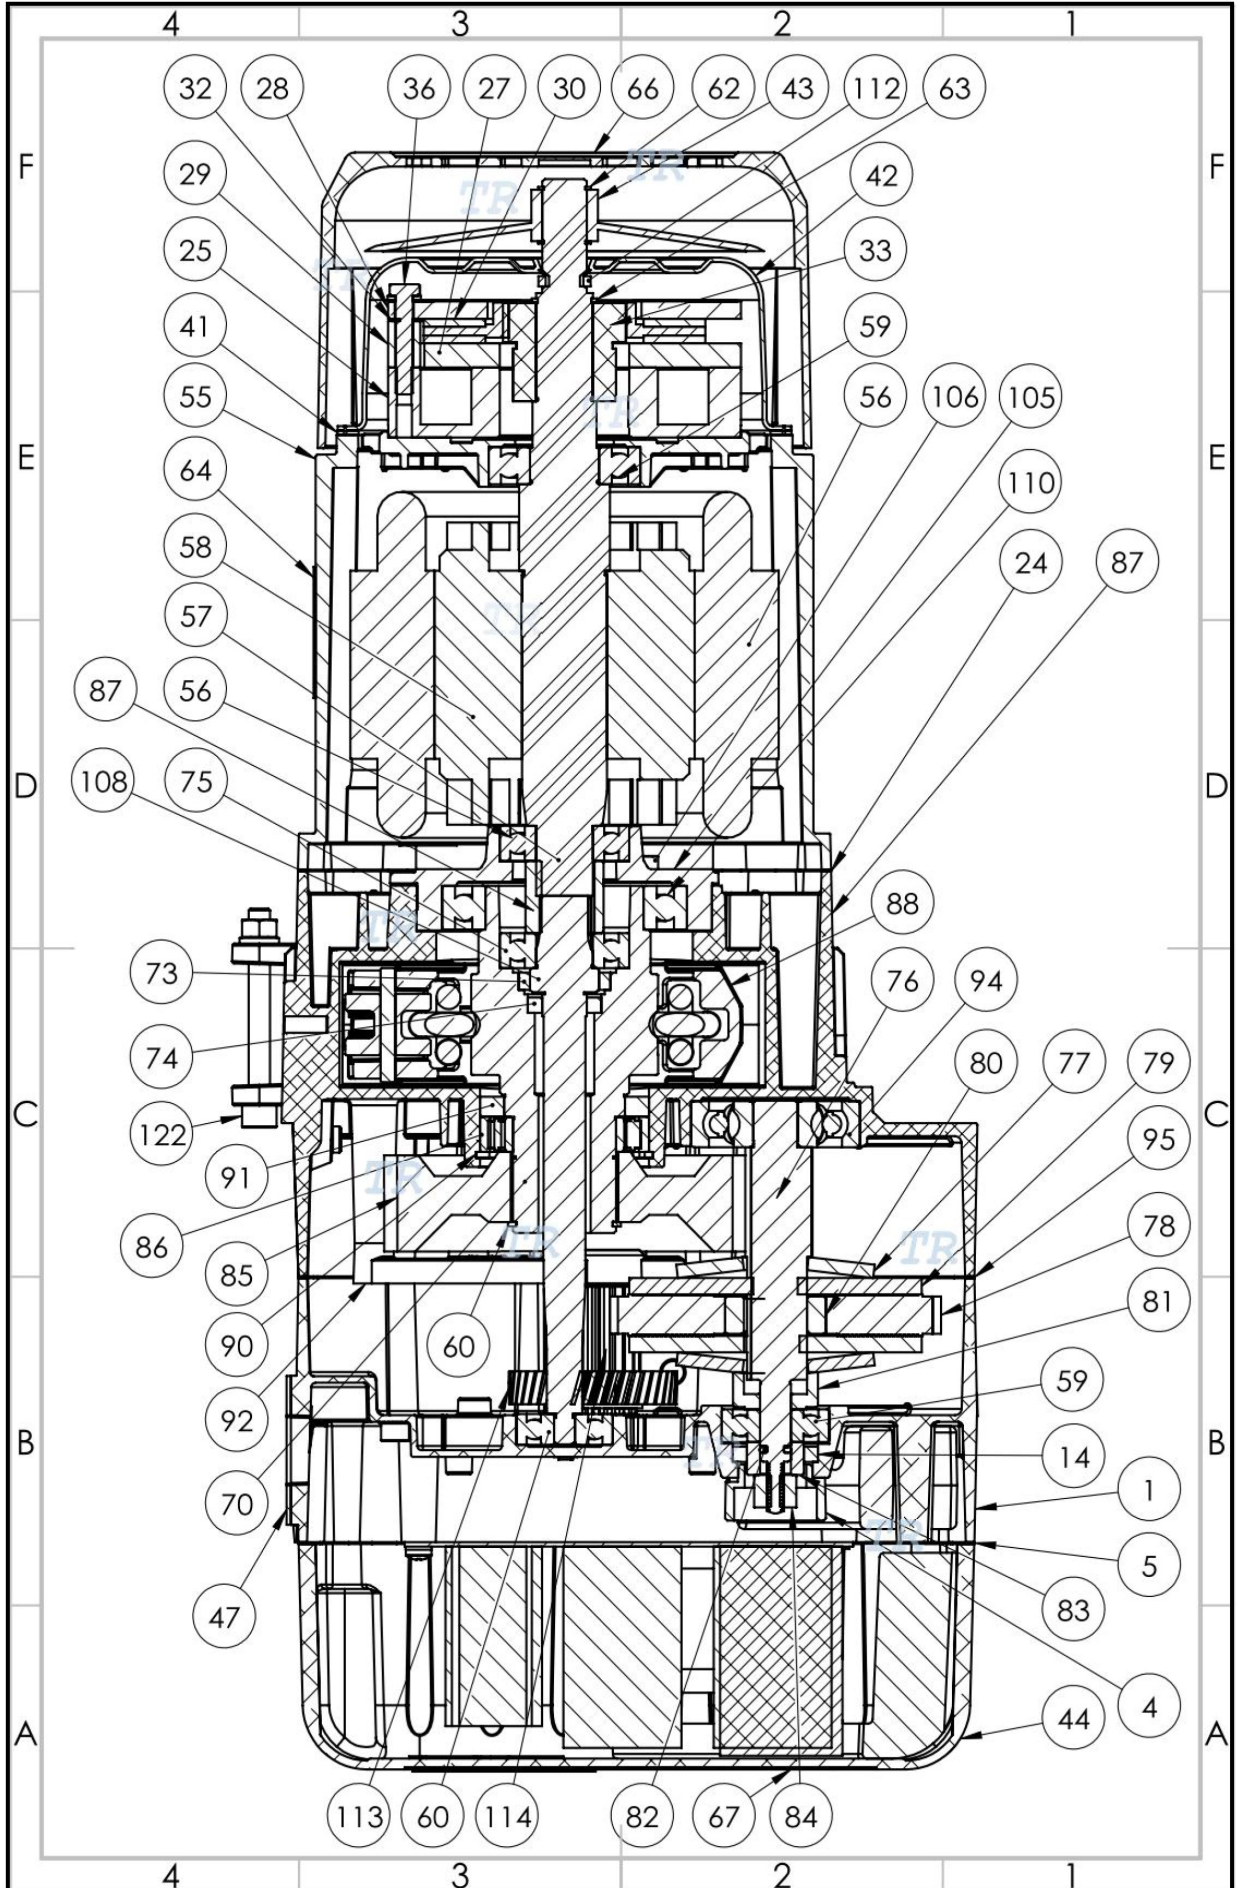 4 3 2 1
32 28 36 27 30 66 62 43 112 63
F F
TR
TR
29 42
25 TR 33
41 59
55 TR 56 106 105
E E
64 110
58 24 87
57 TR
87 56
108 75
D D
88
TR
73 76 94
74 80 77 79
C C
122 95
91 TR
86 78
TR TR
85 81
90 60
59
92
B B
TR 14
70 1
TR
5
47 83
4
A 44 A
113 60 114 82 67 84
4 3 2 1